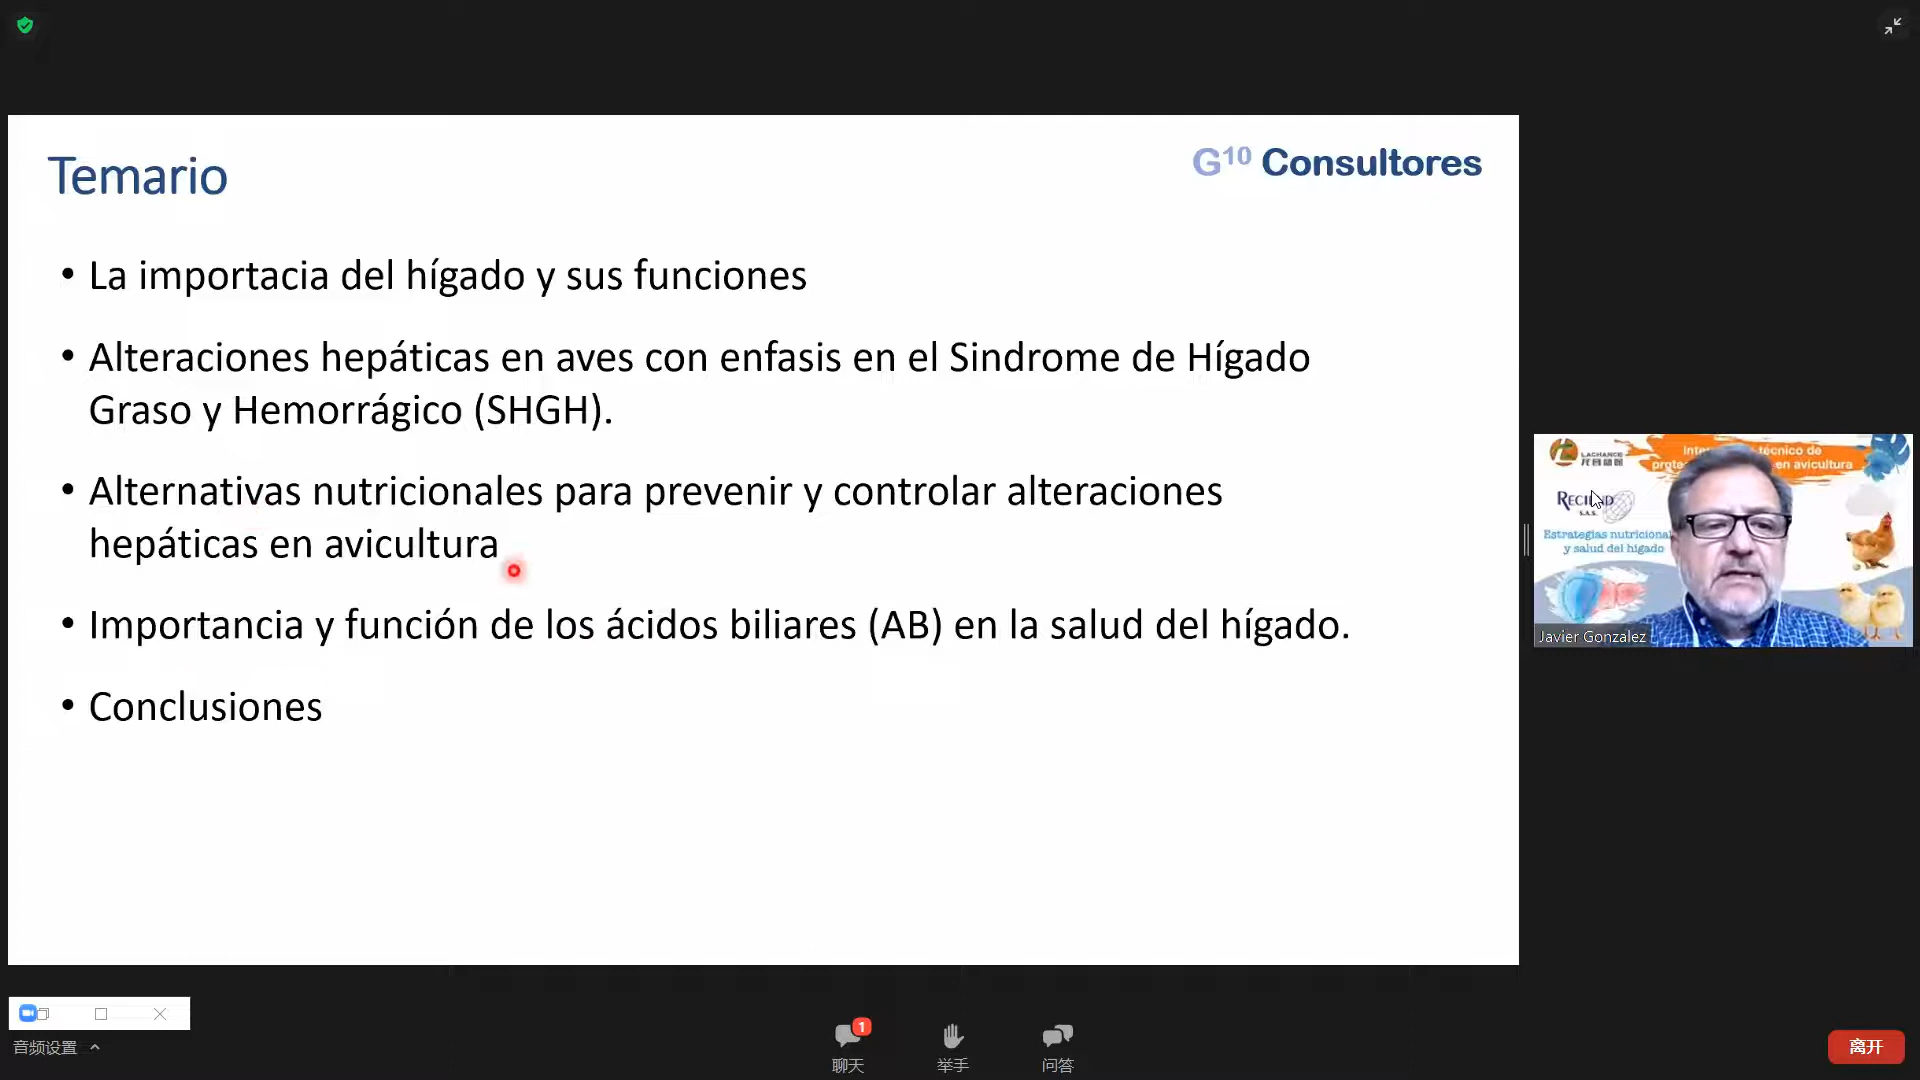 Temario
G10 Consultores
• La importacia del hígado y sus funciones
• Alteraciones hepáticas en aves con enfasis en el Sindrome de Hígado
Graso y Hemorrágico (SHGH).
• Alternativas nutricionales para prevenir y controlar alteraciones
hepáticas en avicultura
• Importancia y función de los ácidos biliares (AB) en la salud del hígado.
• Conclusiones
LACHANCE
técnico de
en avicultura
S.A.S.
Estrategias nutricional
y salud del hígado
Javier Gonzalez
音频设置
1
聊天
举手
问答
离开